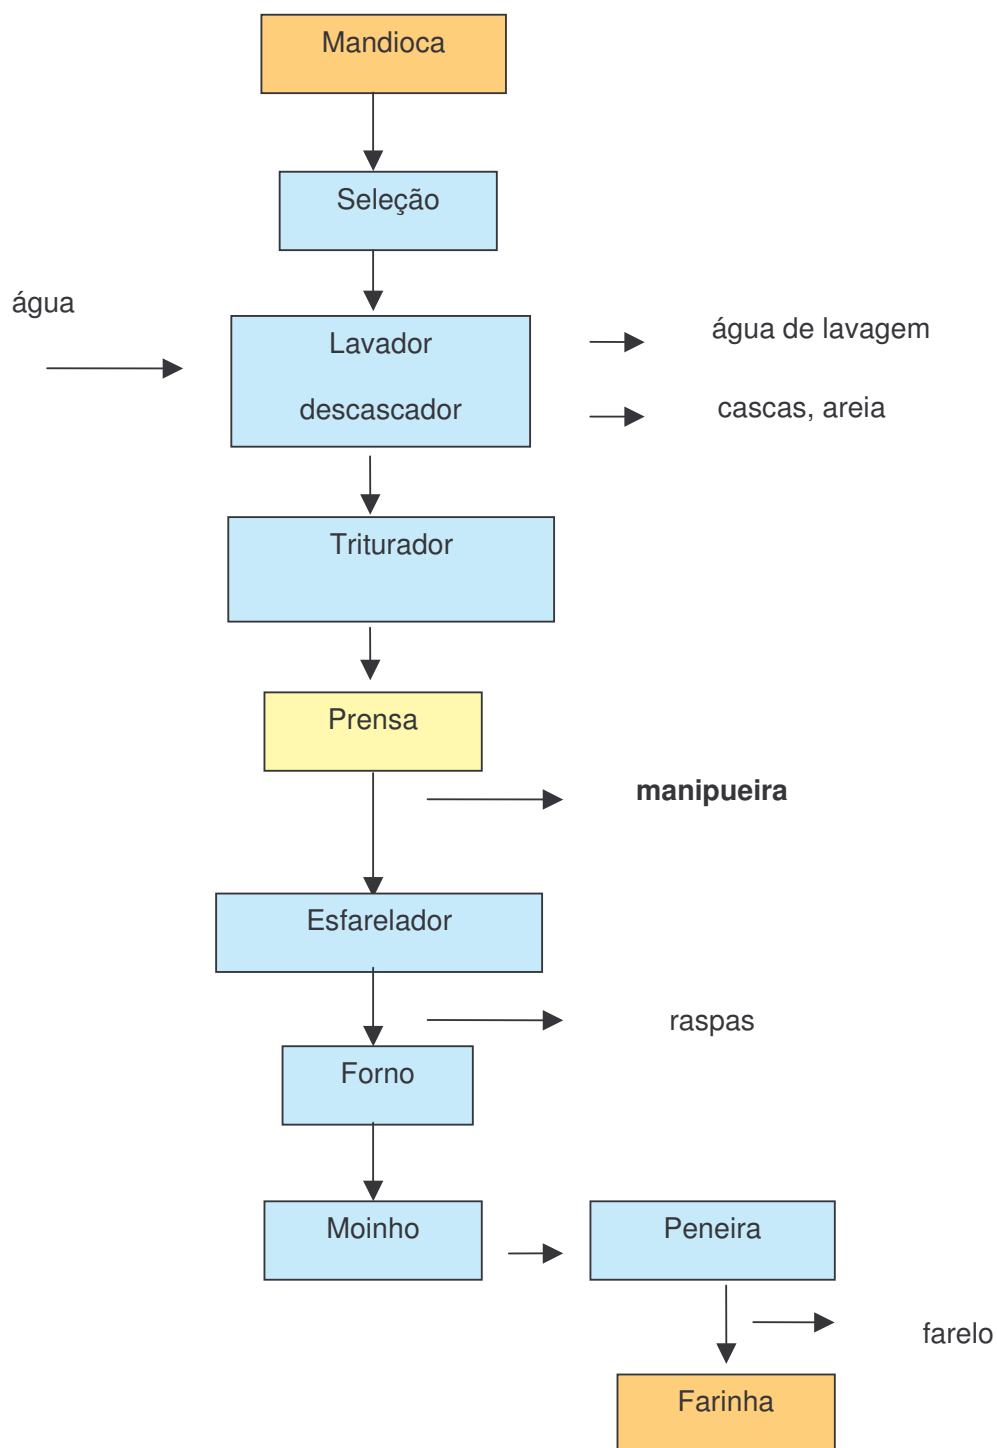 Mandioca
Seleção
água
Lavador
descascador
água de lavagem
cascas, areia
Triturador
Prensa
manipueira
Esfarelador
raspas
Forno
Moinho
Peneira
farelo
Farinha